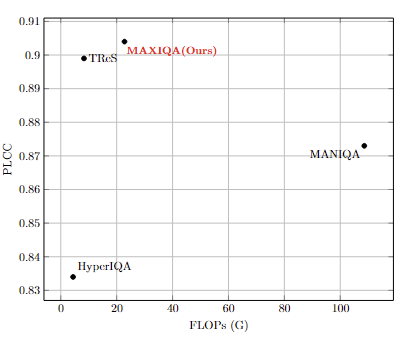 0.91
0.9
0.89
0.88
0.87
0.86
0.85
0.84
0.83
PLCC
TReS
MAXIQA(Ours)
MANIQA
HyperIQA
0 20 40 60 80 100
FLOPs (G)